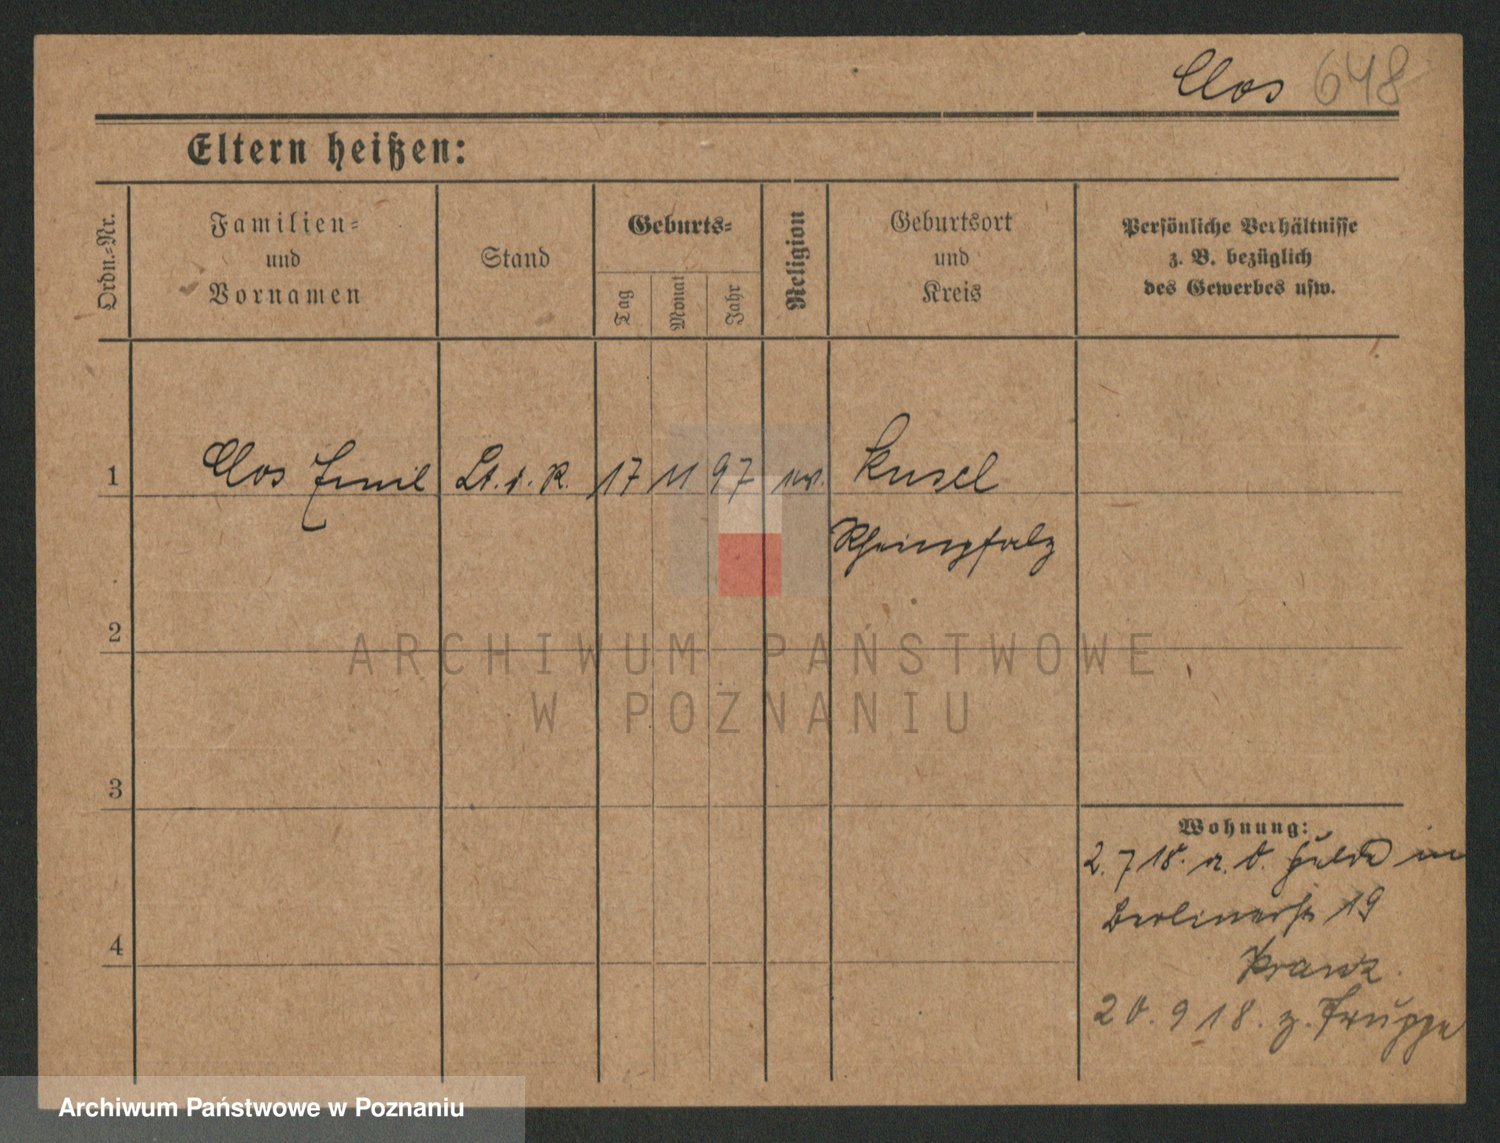 Clos 648
Eltern heißen:
Ordn.-Nr.
Familien-
und
Vornamen
Stand
Geburts-
Tag
Monat
Jahr
Religion
Geburtsort
und
Kreis
Persönliche Verhältnisse
z. B. bezüglich
des Gewerbes usw.
1 Clos Emil Lt. d. R. 17 11 97 ev. Kusel
Rheinpfalz
2
3
4
Wohnung:
2. 7 18. a. d. Felde in
Berlinerstr 19
Kranz
20. 9 18. z. Truppe
ARCHIWUM PAŃSTWOWE
W POZNANIU
Archiwum Państwowe w Poznaniu